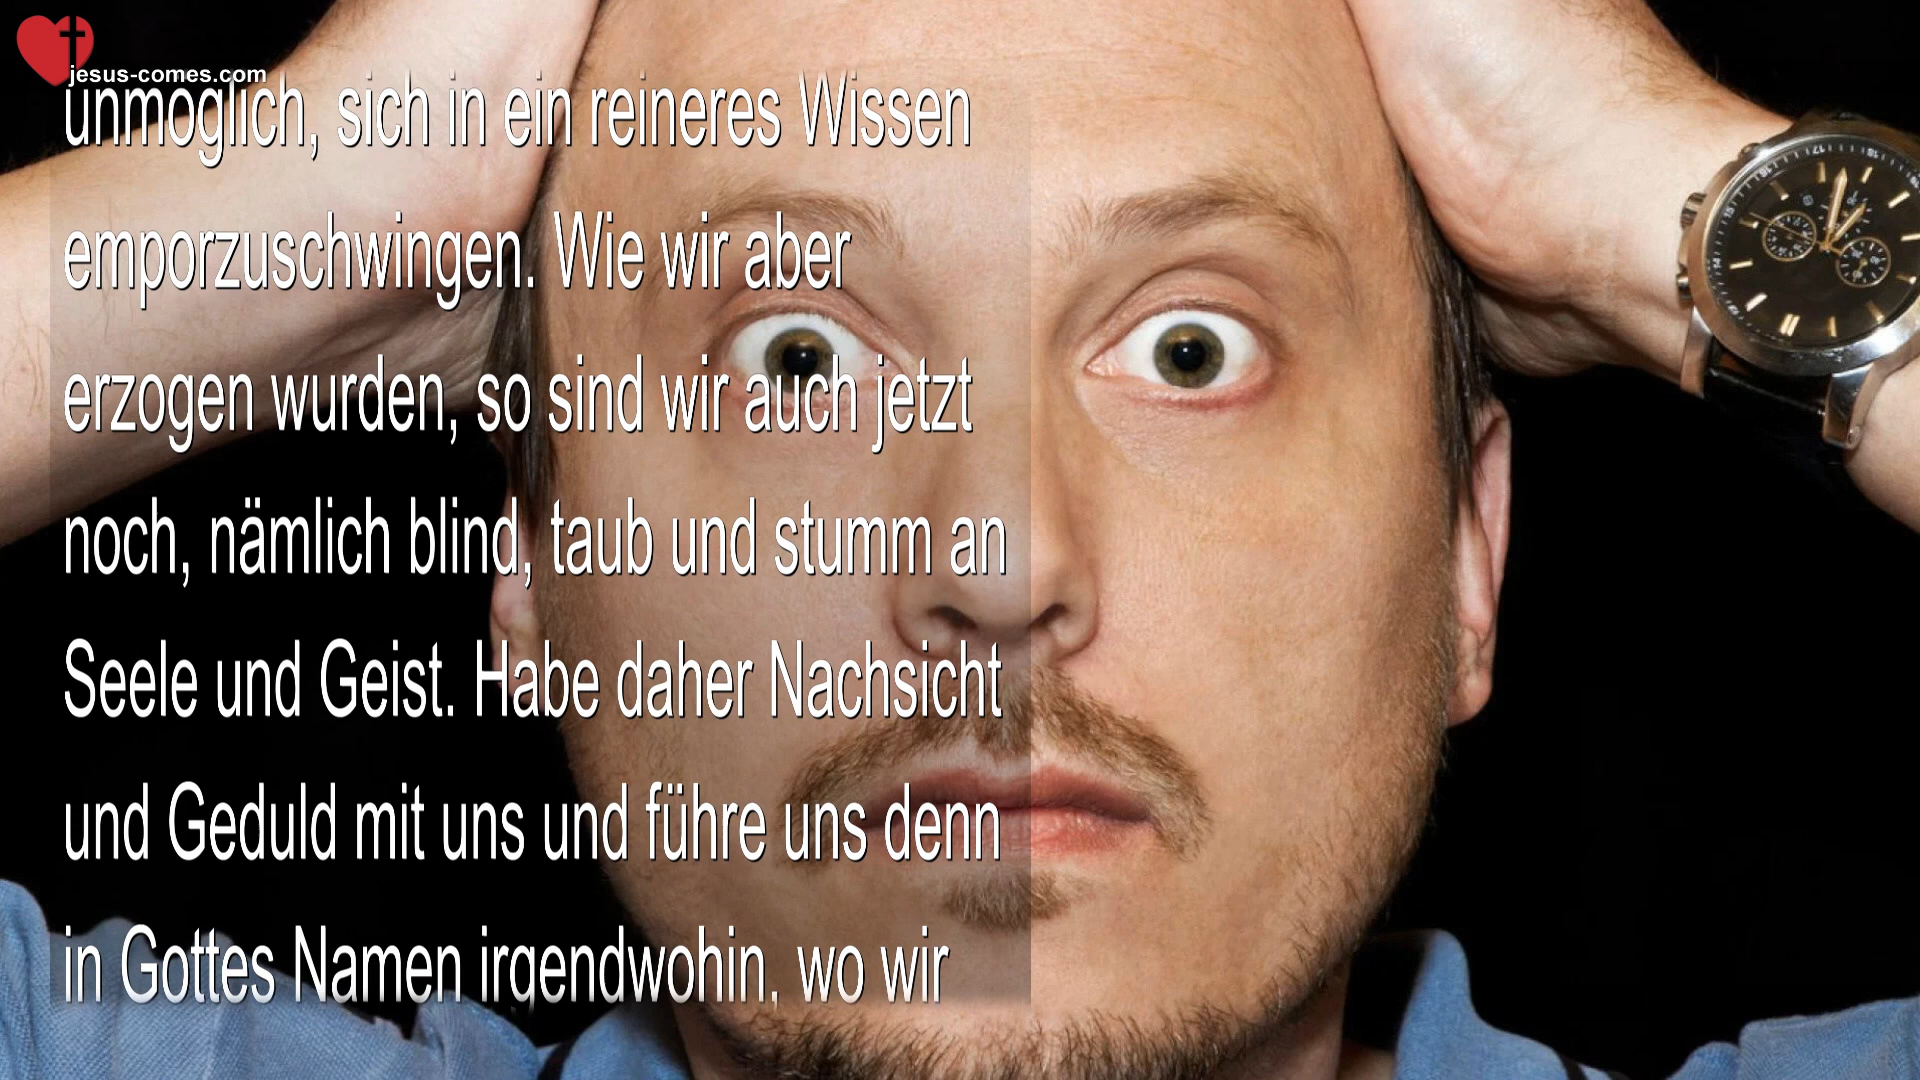 jesus-comes.com
unmöglich, sich in ein reineres Wissen
emporzuschwingen. Wie wir aber
erzogen wurden, so sind wir auch jetzt
noch, nämlich blind, taub und stumm an
Seele und Geist. Habe daher Nachsicht
und Geduld mit uns und führe uns denn
in Gottes Namen irgendwohin, wo wir